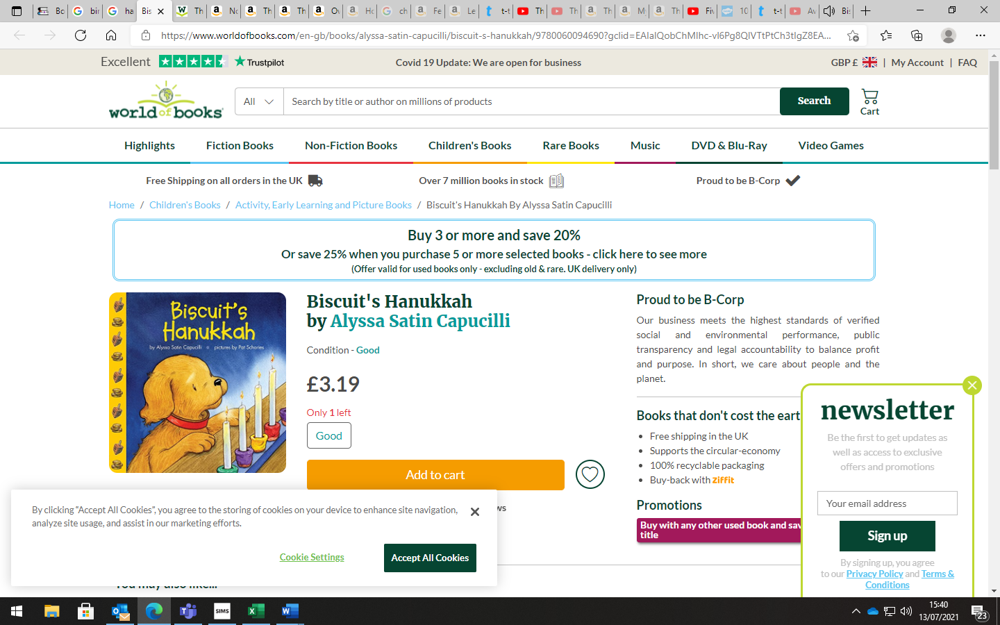 Bc
bir
ha
Bis
Th
No
Th
Th
Ov
Ho
ch
Fe
Le
t-t
Th
Th
Th
M
Th
Fiv
10
t-t
Av
Bis
https://www.worldofbooks.com/en-gb/books/alyssa-satin-capucilli/biscuit-s-hanukkah/9780060094690?gclid=EAIaIQobChMIhc-vl6Pg8QIVTtPtCh3tIgZ8EA...
Excellent Trustpilot
Covid 19 Update: We are open for business
GBP £ | My Account | FAQ
world of books
All
Search by title or author on millions of products
Search
Cart
Highlights Fiction Books Non-Fiction Books Children's Books Rare Books Music DVD & Blu-Ray Video Games
Free Shipping on all orders in the UK
Over 7 million books in stock
Proud to be B-Corp
Home / Children's Books / Activity, Early Learning and Picture Books / Biscuit's Hanukkah By Alyssa Satin Capucilli
Buy 3 or more and save 20%
Or save 25% when you purchase 5 or more selected books - click here to see more
(Offer valid for used books only - excluding old & rare. UK delivery only)
Biscuit's
Hanukkah
by Alyssa Satin Capucilli pictures by Pat Schories
Biscuit's Hanukkah
by Alyssa Satin Capucilli
Condition - Good
£3.19
Only 1 left
Good
Add to cart
ws
Proud to be B-Corp
Our business meets the highest standards of verified
social and environmental performance, public
transparency and legal accountability to balance profit
and purpose. In short, we care about people and the
planet.
Books that don't cost the eart
Free shipping in the UK
Supports the circular-economy
100% recyclable packaging
Buy-back with Ziffit
Promotions
Buy with any other used book and sav
title
newsletter
Be the first to get updates as
well as access to exclusive
offers and promotions
Your email address
Sign up
By signing up, you agree
to our Privacy Policy and Terms &
Conditions
By clicking “Accept All Cookies”, you agree to the storing of cookies on your device to enhance site navigation,
analyze site usage, and assist in our marketing efforts.
Cookie Settings
Accept All Cookies
You may also like...
SIMS
15:40
13/07/2021
23